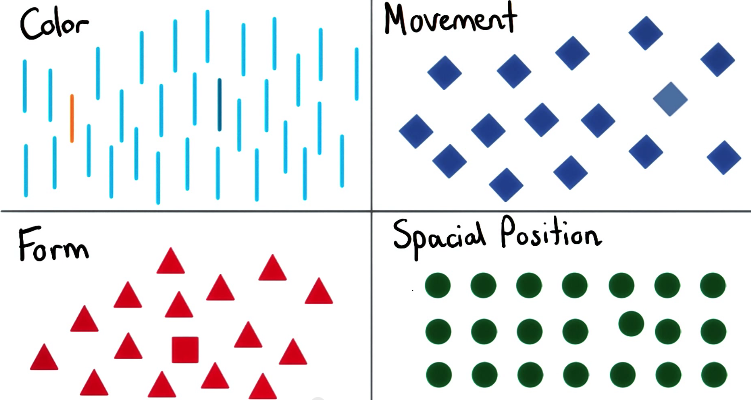 Color
Movement
Form
Spacial Position